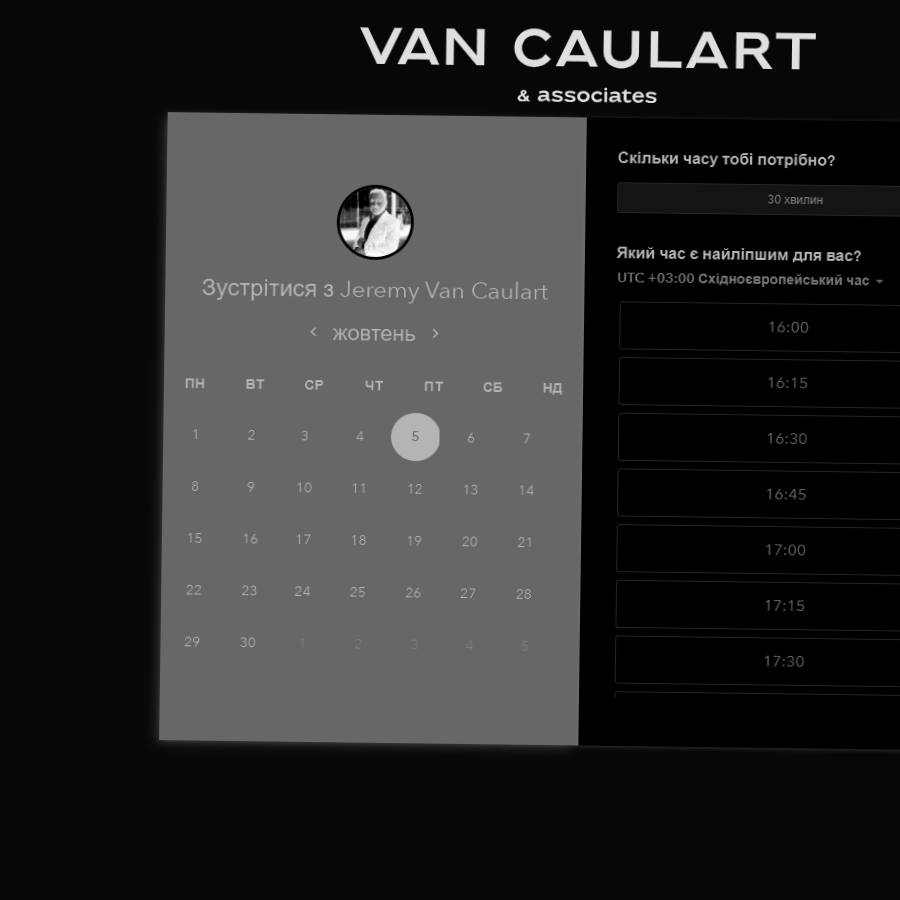 VAN CAULART
& associates
Зустрітися з Jeremy Van Caulart
жовтень
ПН ВТ СР ЧТ ПТ СБ НД
1 2 3 4 5 6 7
8 9 10 11 12 13 14
15 16 17 18 19 20 21
22 23 24 25 26 27 28
29 30 1 2 3 4 5
Скільки часу тобі потрібно?
30 хвилин
Який час є найліпшим для вас?
UTC +03:00 Східноєвропейський час
16:00
16:15
16:30
16:45
17:00
17:15
17:30